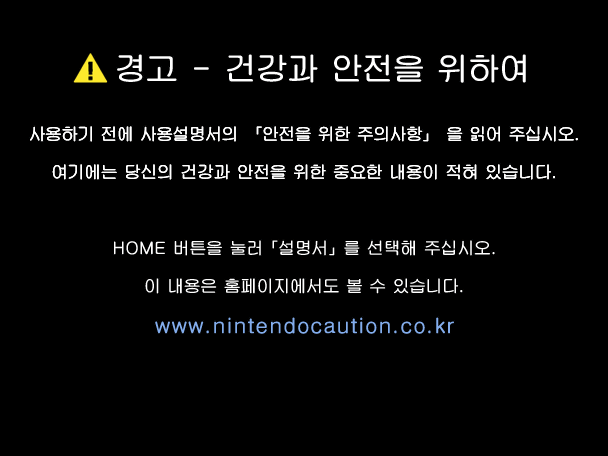 경고 - 건강과 안전을 위하여
사용하기 전에 사용설명서의 「안전을 위한 주의사항」 을 읽어 주십시오.
여기에는 당신의 건강과 안전을 위한 중요한 내용이 적혀 있습니다.
HOME 버튼을 눌러 「설명서」를 선택해 주십시오.
이 내용은 홈페이지에서도 볼 수 있습니다.
www.nintendocaution.co.kr